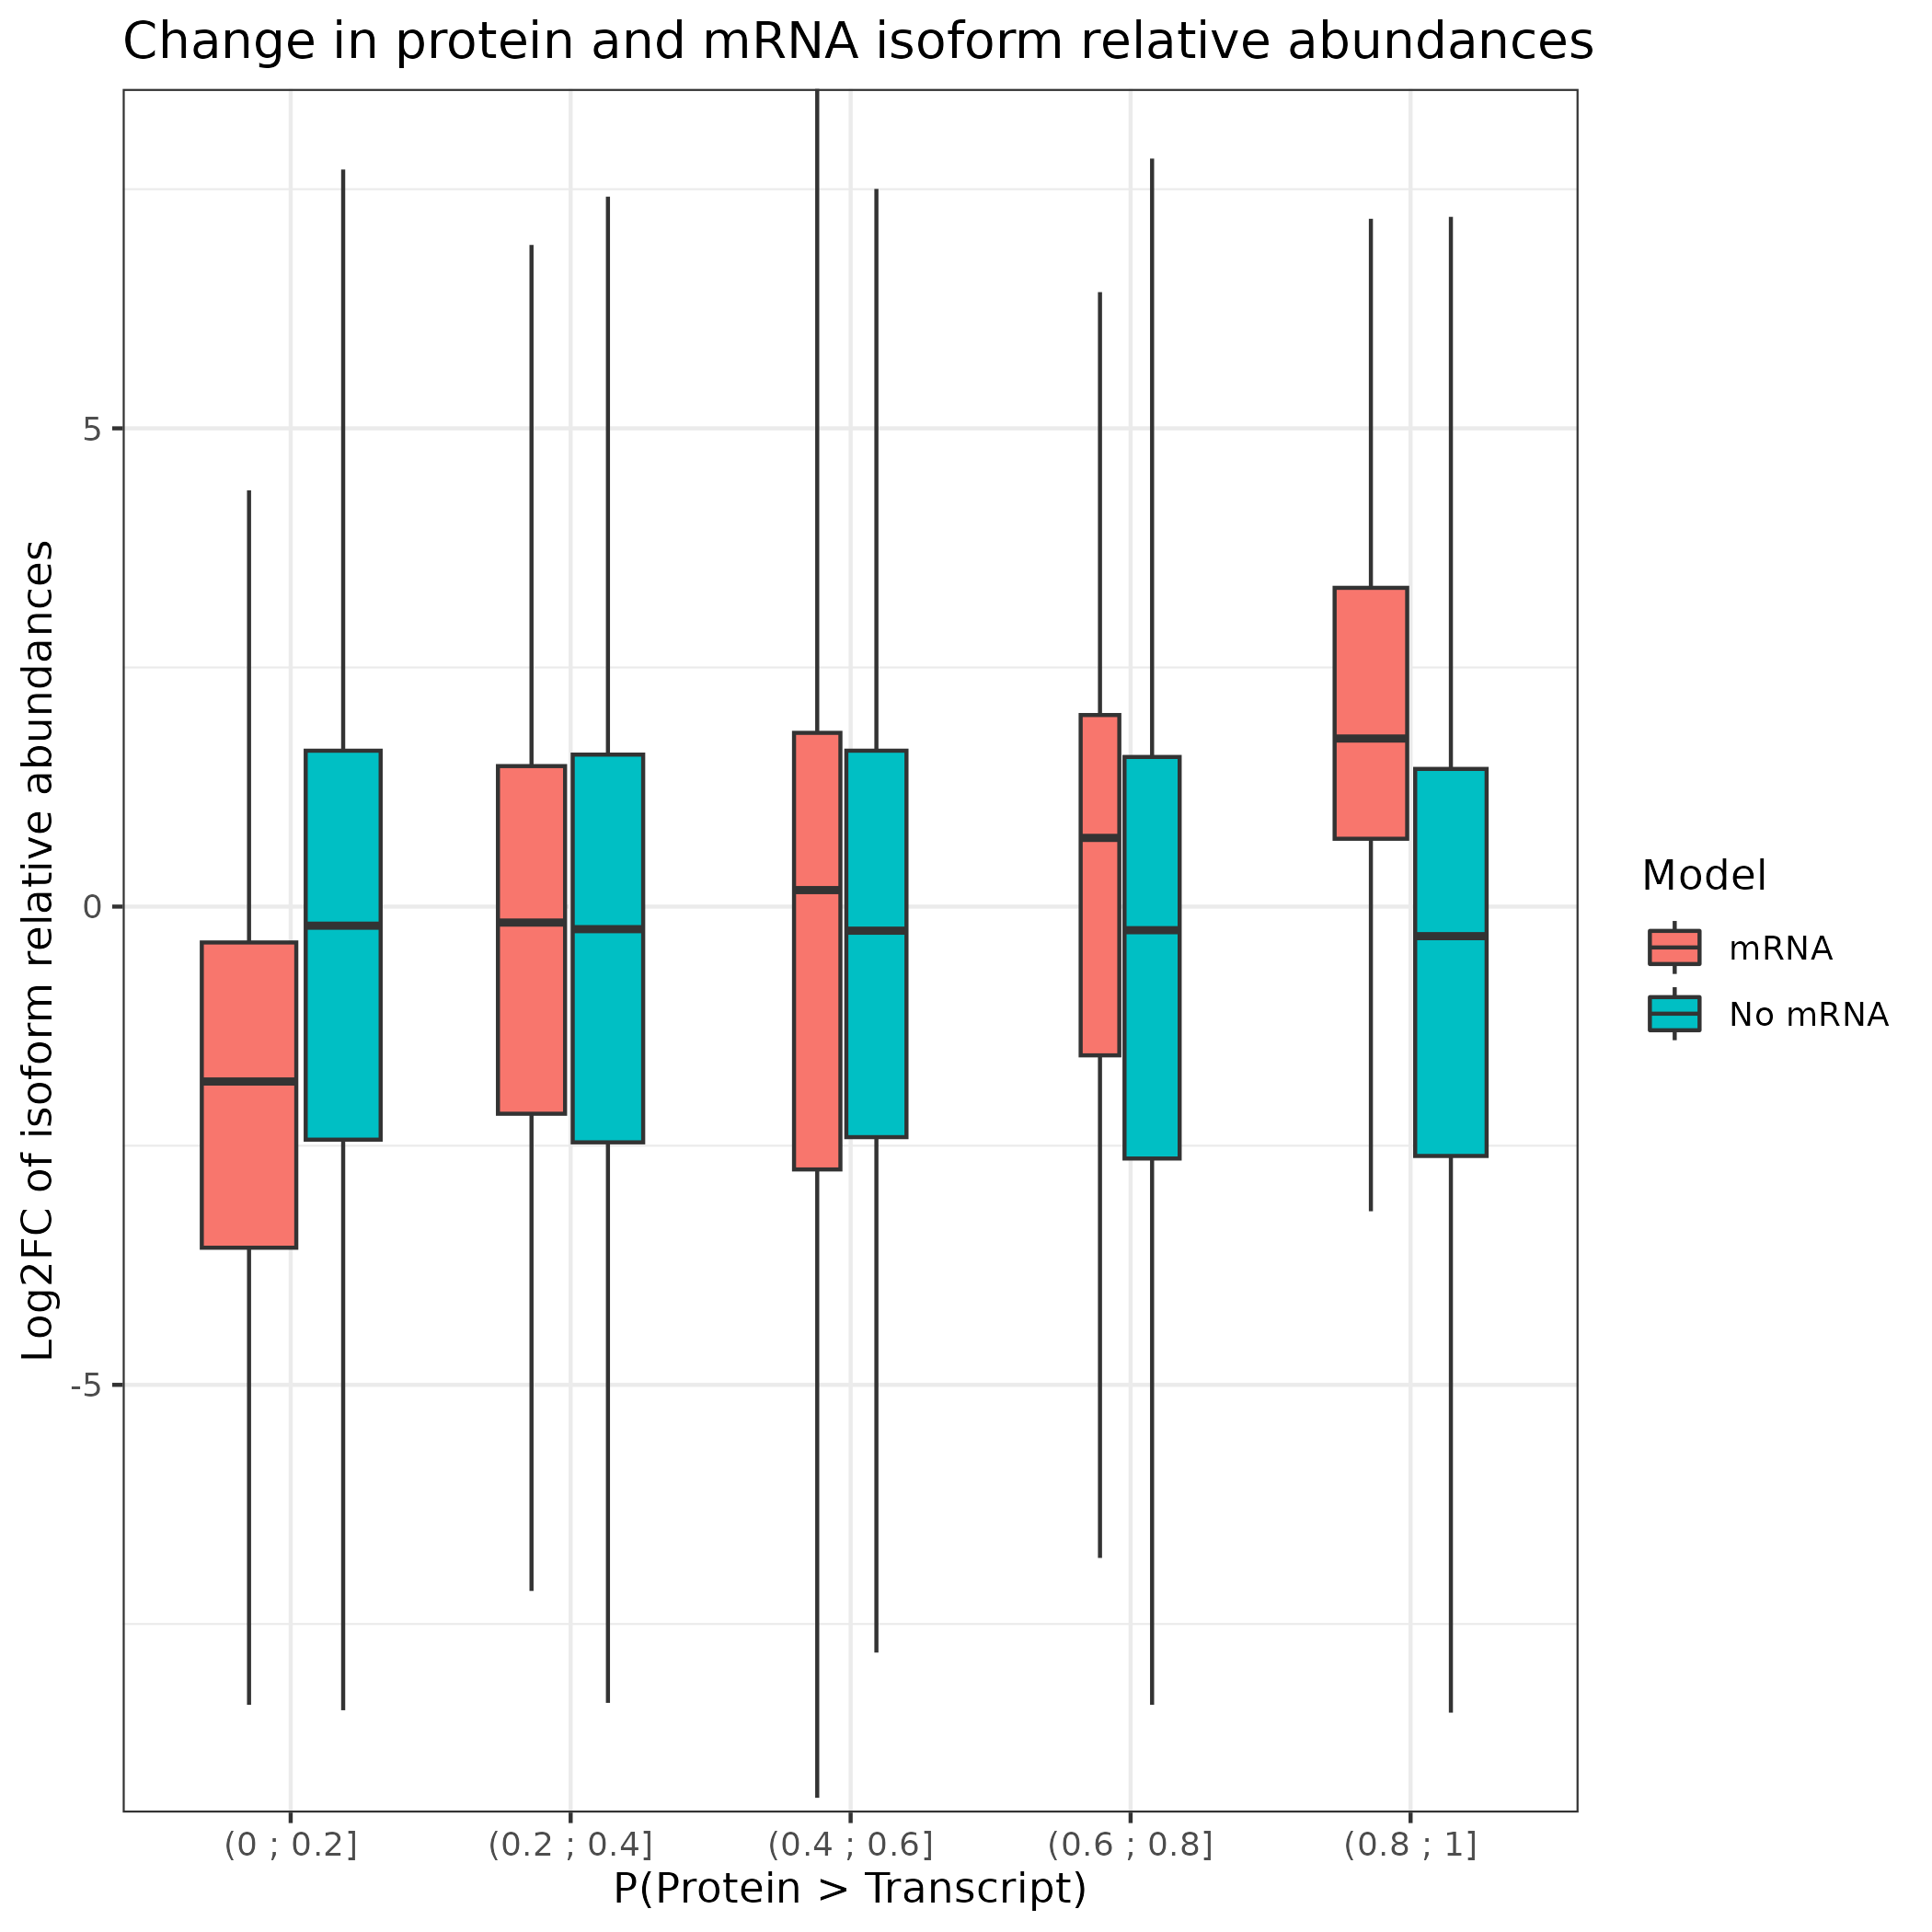 Change in protein and mRNA isoform relative abundances
Log2FC of isoform relative abundances
5
0
-5
(0 ; 0.2]
(0.2 ; 0.4]
(0.4 ; 0.6]
(0.6 ; 0.8]
(0.8 ; 1]
P(Protein > Transcript)
Model
mRNA
No mRNA